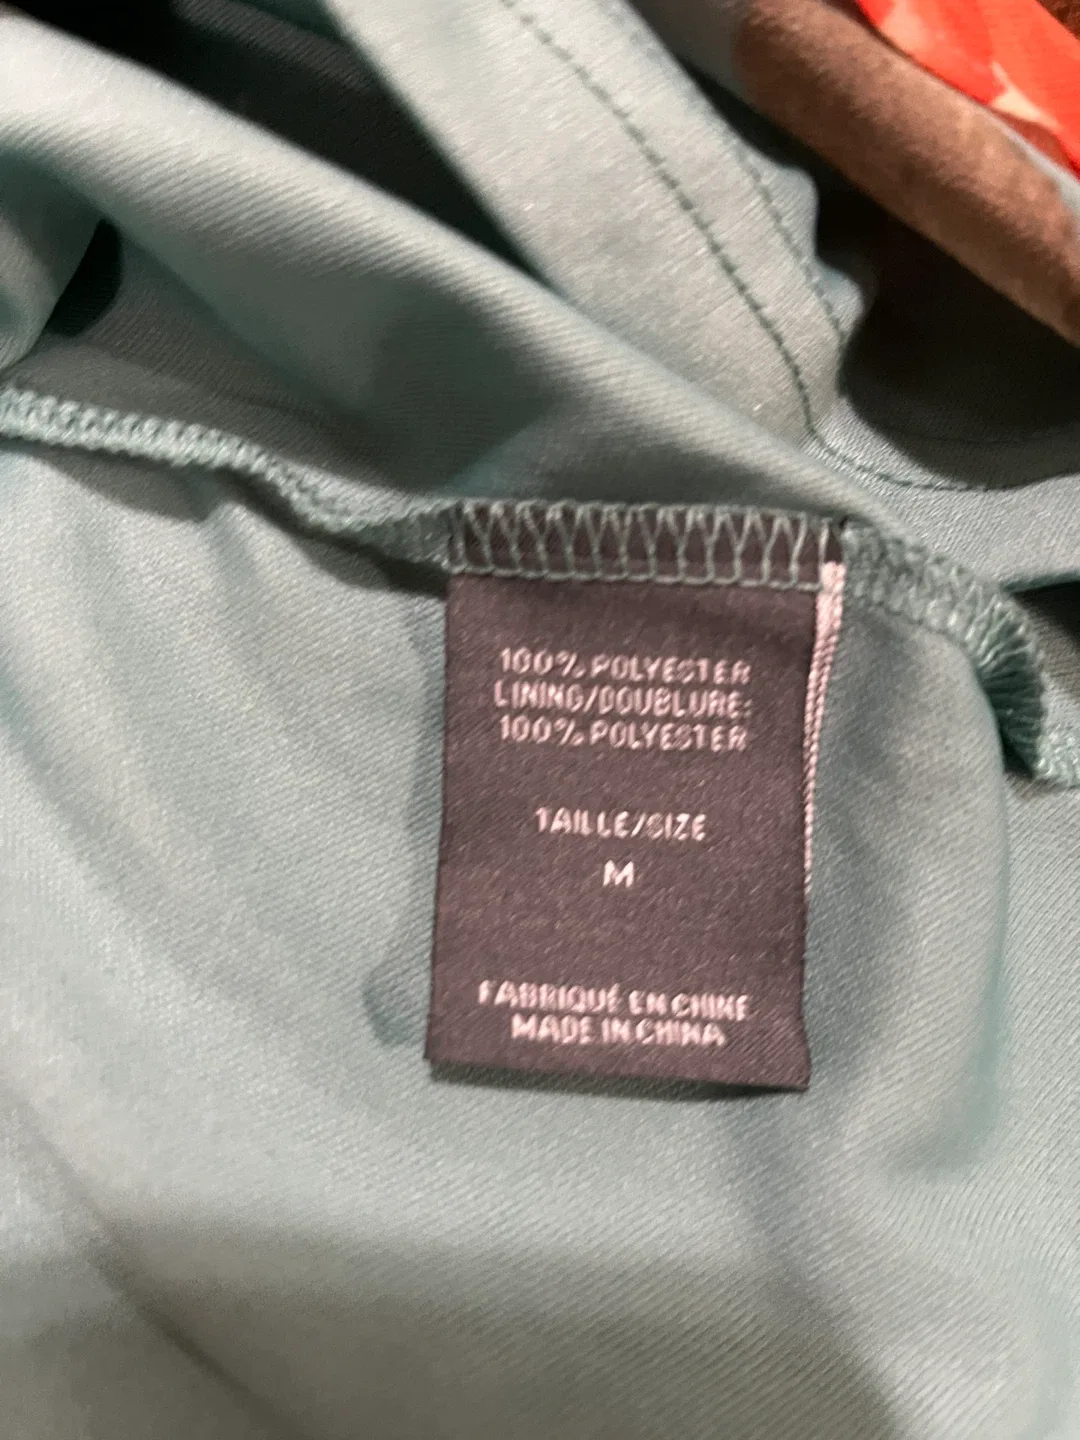 100% POLYESTER
LINING/DOUBLURE:
100% POLYESTER
TAILLE/SIZE
M
FABRIQUÉ EN CHINE
MADE IN CHINA